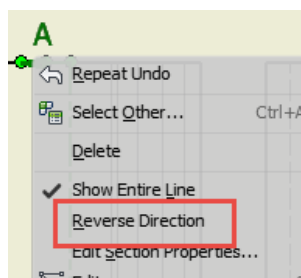 A
Repeat Undo
Select Other... Ctrl+A
Delete
Show Entire Line
Reverse Direction
Edit Section Properties...